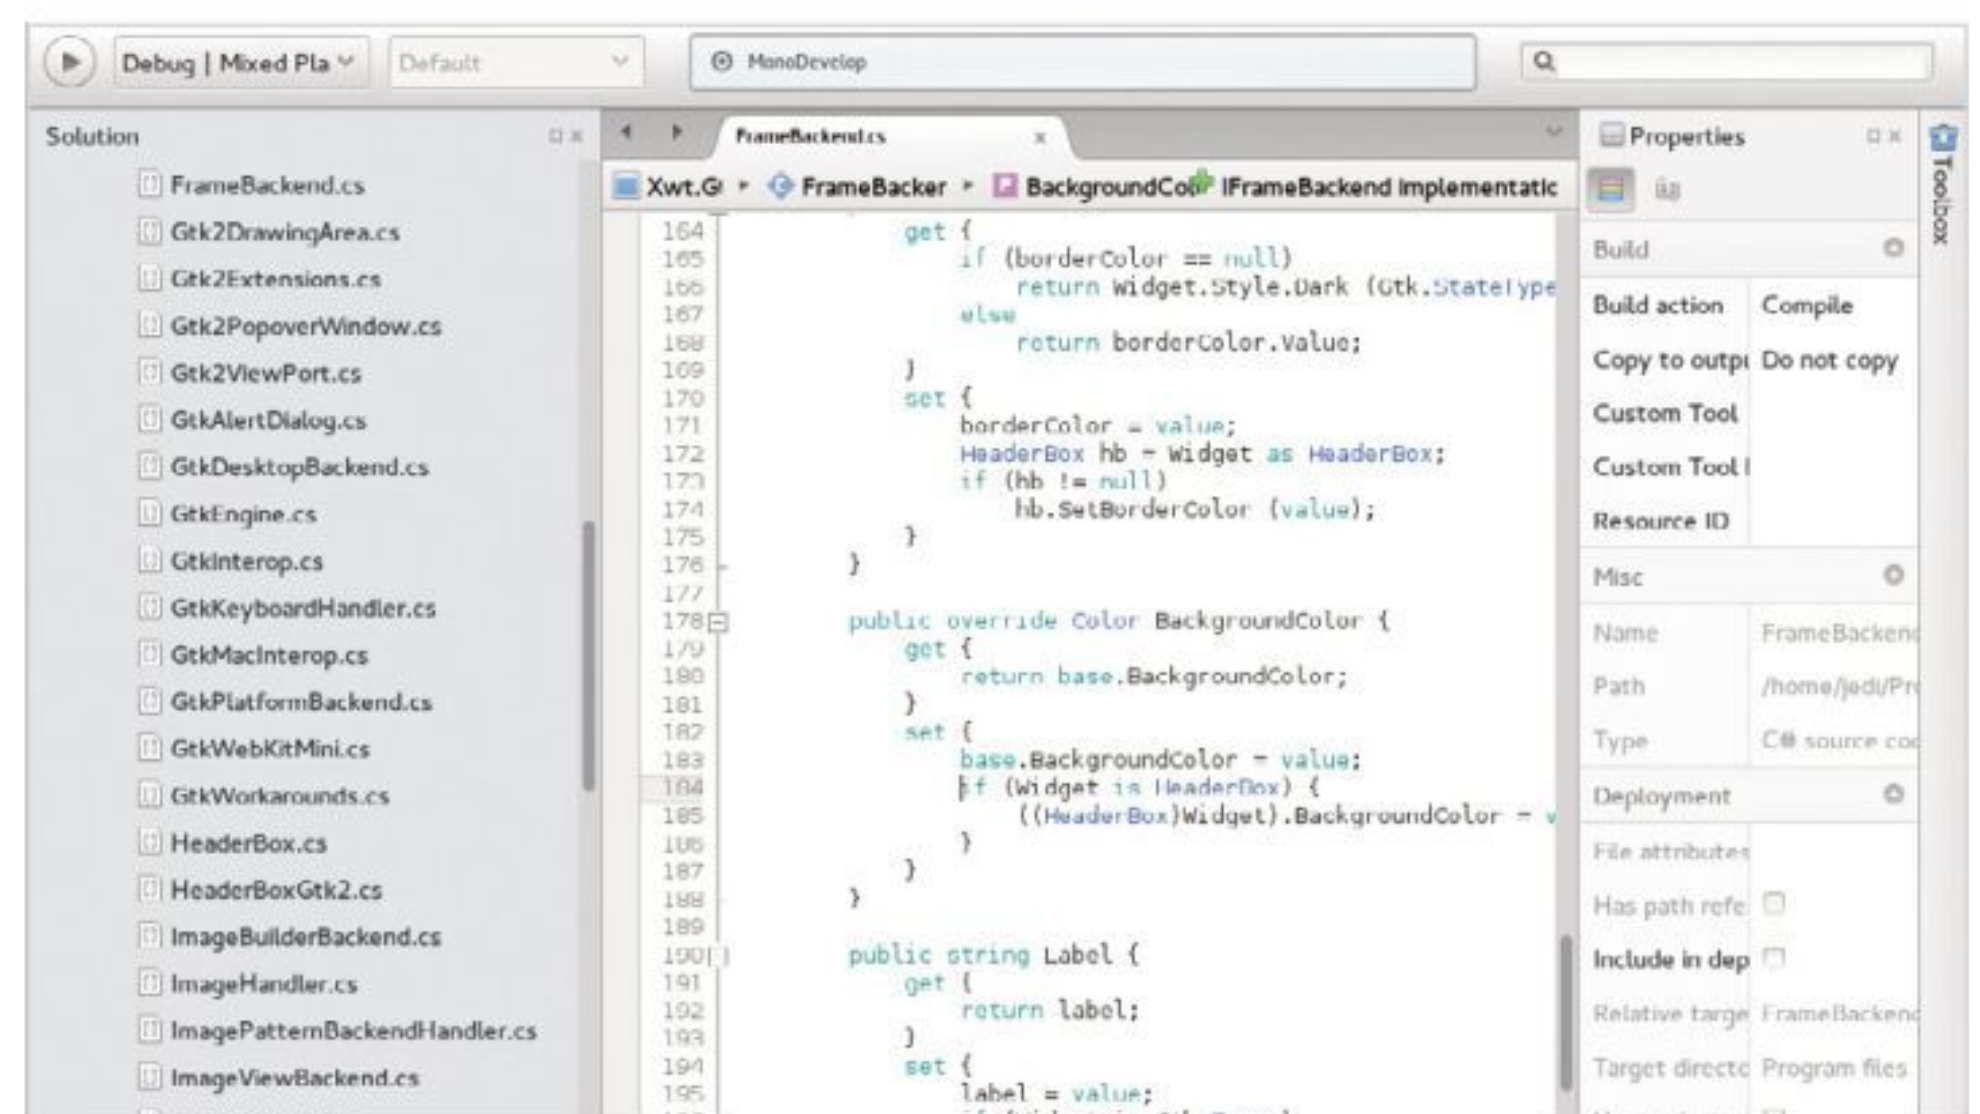 Debug | Mixed Pla
Default
MonoDevelop
Solution
FrameBackend.cs
Gtk2DrawingArea.cs
Gtk2Extensions.cs
Gtk2PopoverWindow.cs
Gtk2ViewPort.cs
GtkAlertDialog.cs
GtkDesktopBackend.cs
GtkEngine.cs
GtkInterop.cs
GtkKeyboardHandler.cs
GtkMacInterop.cs
GtkPlatformBackend.cs
GtkWebKitMini.cs
GtkWorkarounds.cs
HeaderBox.cs
HeaderBoxGtk2.cs
ImageBuilderBackend.cs
ImageHandler.cs
ImagePatternBackendHandler.cs
ImageViewBackend.cs
FrameBackend.cs
Xwt.G FrameBacker BackgroundCo IFrameBackend Implementatic
164 get {
165 if (borderColor == null)
166 return Widget.Style.Dark (Gtk.StateType
167 else
168 return borderColor.Value;
169 }
170 set {
171 borderColor = value;
172 HeaderBox hb = Widget as HeaderBox;
173 if (hb != null)
174 hb.SetBorderColor (value);
175 }
176 }
177
178 public override Color BackgroundColor {
179 get {
180 return base.BackgroundColor;
181 }
182 set {
183 base.BackgroundColor = value;
184 if (Widget is HeaderBox) {
185 ((HeaderBox)Widget).BackgroundColor = v
186 }
187 }
188 }
189
190 public string Label {
191 get {
192 return label;
193 }
194 set {
195 label = value;
Properties
Build
Build action Compile
Copy to outpu Do not copy
Custom Tool
Custom Tool
Resource ID
Misc
Name FrameBackend
Path /home/jedi/Pro
Type C# source cod
Deployment
File attributes
Has path refe
Include in dep
Relative targe FrameBackend
Target directo Program files
Toolbox